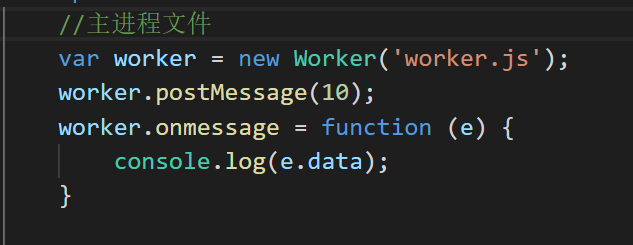 //主进程文件
var worker = new Worker('worker.js');
worker.postMessage(10);
worker.onmessage = function (e) {
    console.log(e.data);
}